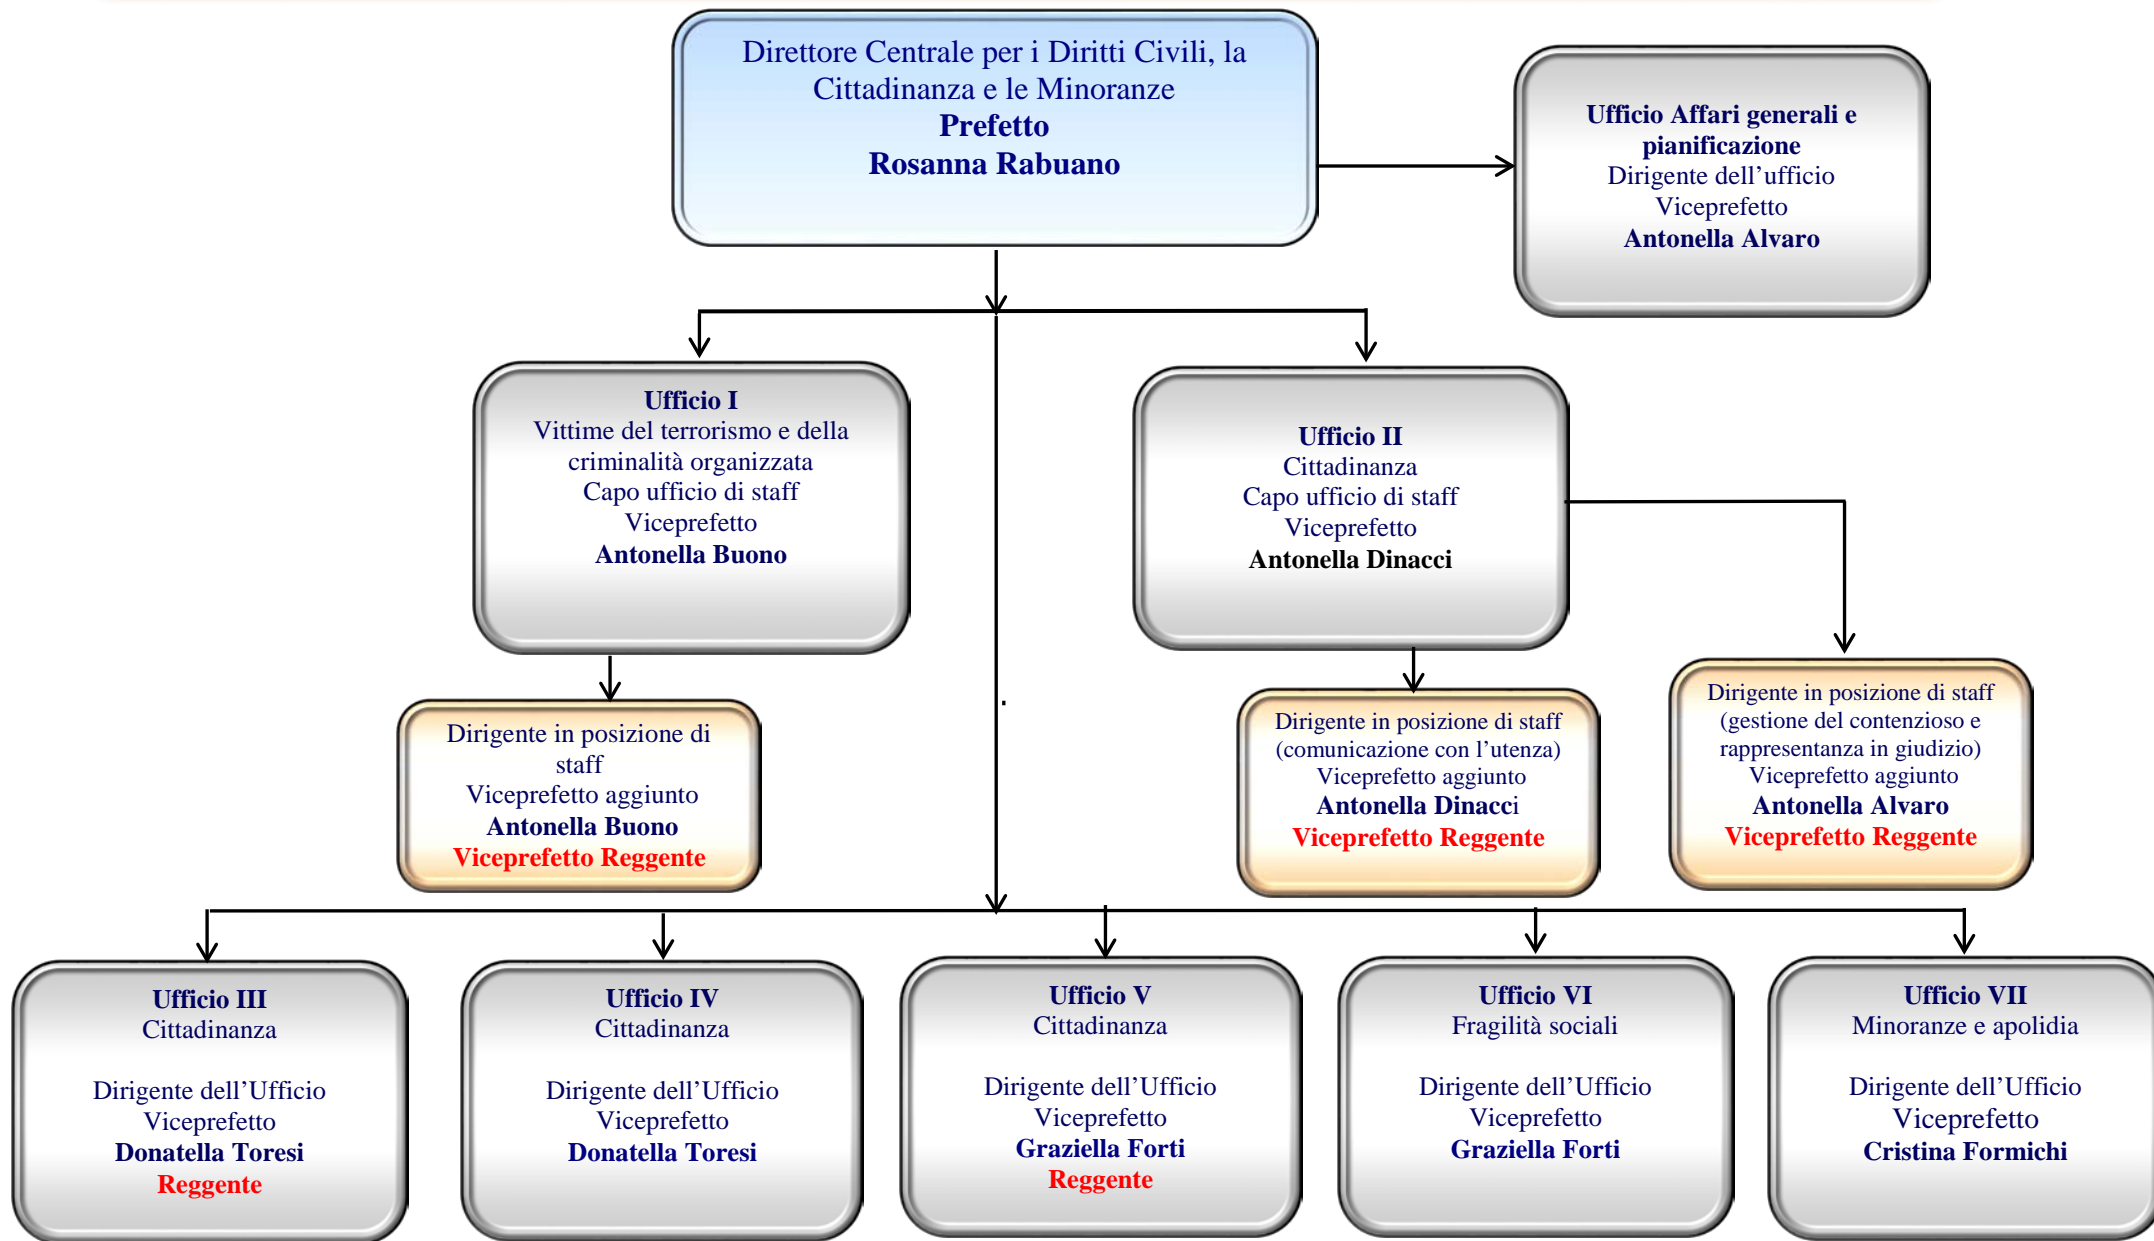 Direttore Centrale per i Diritti Civili, la
Cittadinanza e le Minoranze
Prefetto
Rosanna Rabuano
Ufficio Affari generali e
pianificazione
Dirigente dell’ufficio
Viceprefetto
Antonella Alvaro
Ufficio I
Vittime del terrorismo e della
criminalità organizzata
Capo ufficio di staff
Viceprefetto
Antonella Buono
Ufficio II
Cittadinanza
Capo ufficio di staff
Viceprefetto
Antonella Dinacci
Dirigente in posizione di
staff
Viceprefetto aggiunto
Antonella Buono
Viceprefetto Reggente
Dirigente in posizione di staff
(comunicazione con l’utenza)
Viceprefetto aggiunto
Antonella Dinacci
Viceprefetto Reggente
Dirigente in posizione di staff
(gestione del contenzioso e
rappresentanza in giudizio)
Viceprefetto aggiunto
Antonella Alvaro
Viceprefetto Reggente
Ufficio III
Cittadinanza
Dirigente dell’Ufficio
Viceprefetto
Donatella Toresi
Reggente
Ufficio IV
Cittadinanza
Dirigente dell’Ufficio
Viceprefetto
Donatella Toresi
Ufficio V
Cittadinanza
Dirigente dell’Ufficio
Viceprefetto
Graziella Forti
Reggente
Ufficio VI
Fragilità sociali
Dirigente dell’Ufficio
Viceprefetto
Graziella Forti
Ufficio VII
Minoranze e apolidia
Dirigente dell’Ufficio
Viceprefetto
Cristina Formichi